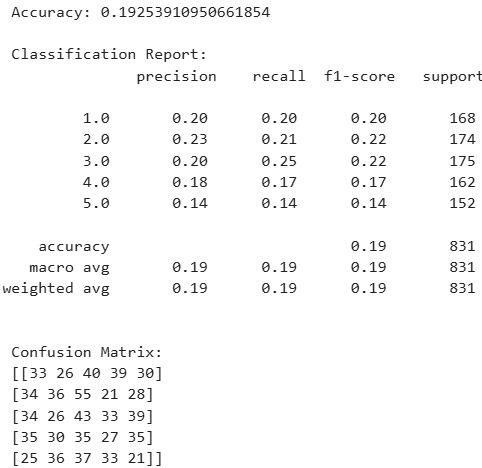 Accuracy: 0.19253910950661854
Classification Report:
precision recall f1-score support
1.0 0.20 0.20 0.20 168
2.0 0.23 0.21 0.22 174
3.0 0.20 0.25 0.22 175
4.0 0.18 0.17 0.17 162
5.0 0.14 0.14 0.14 152
accuracy 0.19 831
macro avg 0.19 0.19 0.19 831
weighted avg 0.19 0.19 0.19 831
Confusion Matrix:
[[33 26 40 39 30]
[34 36 55 21 28]
[34 26 43 33 39]
[35 30 35 27 35]
[25 36 37 33 21]]